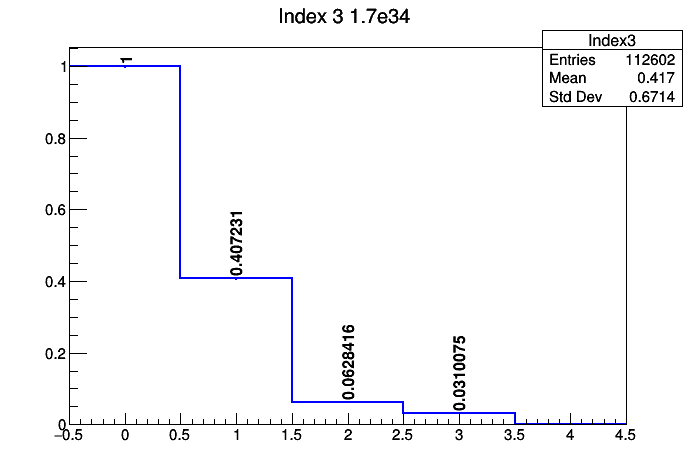 Index 3 1.7e34
Index3
Entries 112602
Mean 0.417
Std Dev 0.6714
1
0.8
0.6
0.4
0.2
0
1
0.407231
0.0628416
0.0310075
−0.5 0 0.5 1 1.5 2 2.5 3 3.5 4 4.5